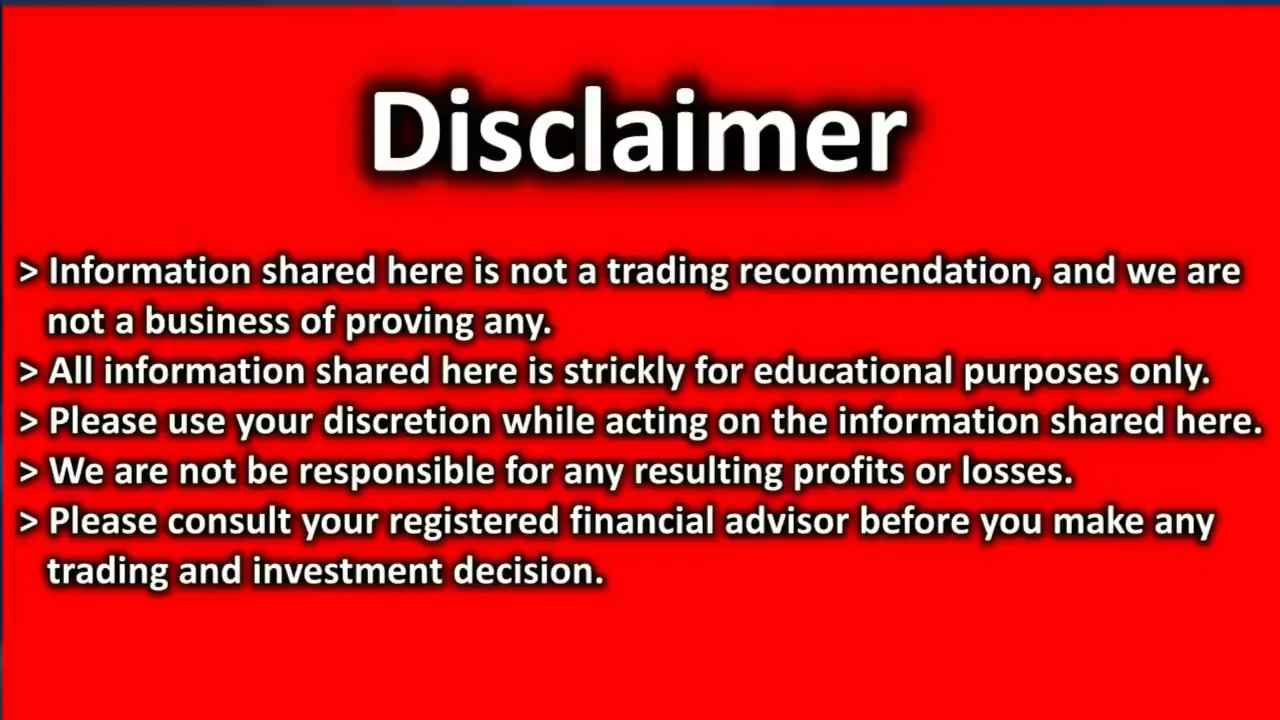 Disclaimer
> Information shared here is not a trading recommendation, and we are
not a business of proving any.
> All information shared here is strickly for educational purposes only.
> Please use your discretion while acting on the information shared here.
> We are not be responsible for any resulting profits or losses.
> Please consult your registered financial advisor before you make any
trading and investment decision.